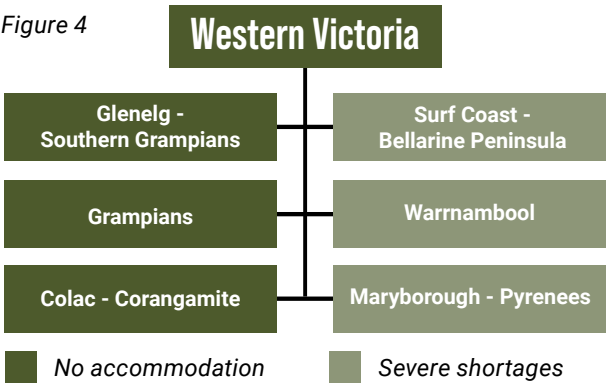 Figure 4
Western Victoria
Glenelg -
Southern Grampians
Surf Coast -
Bellarine Peninsula
Grampians
Warrnambool
Colac - Corangamite
Maryborough - Pyrenees
No accommodation
Severe shortages